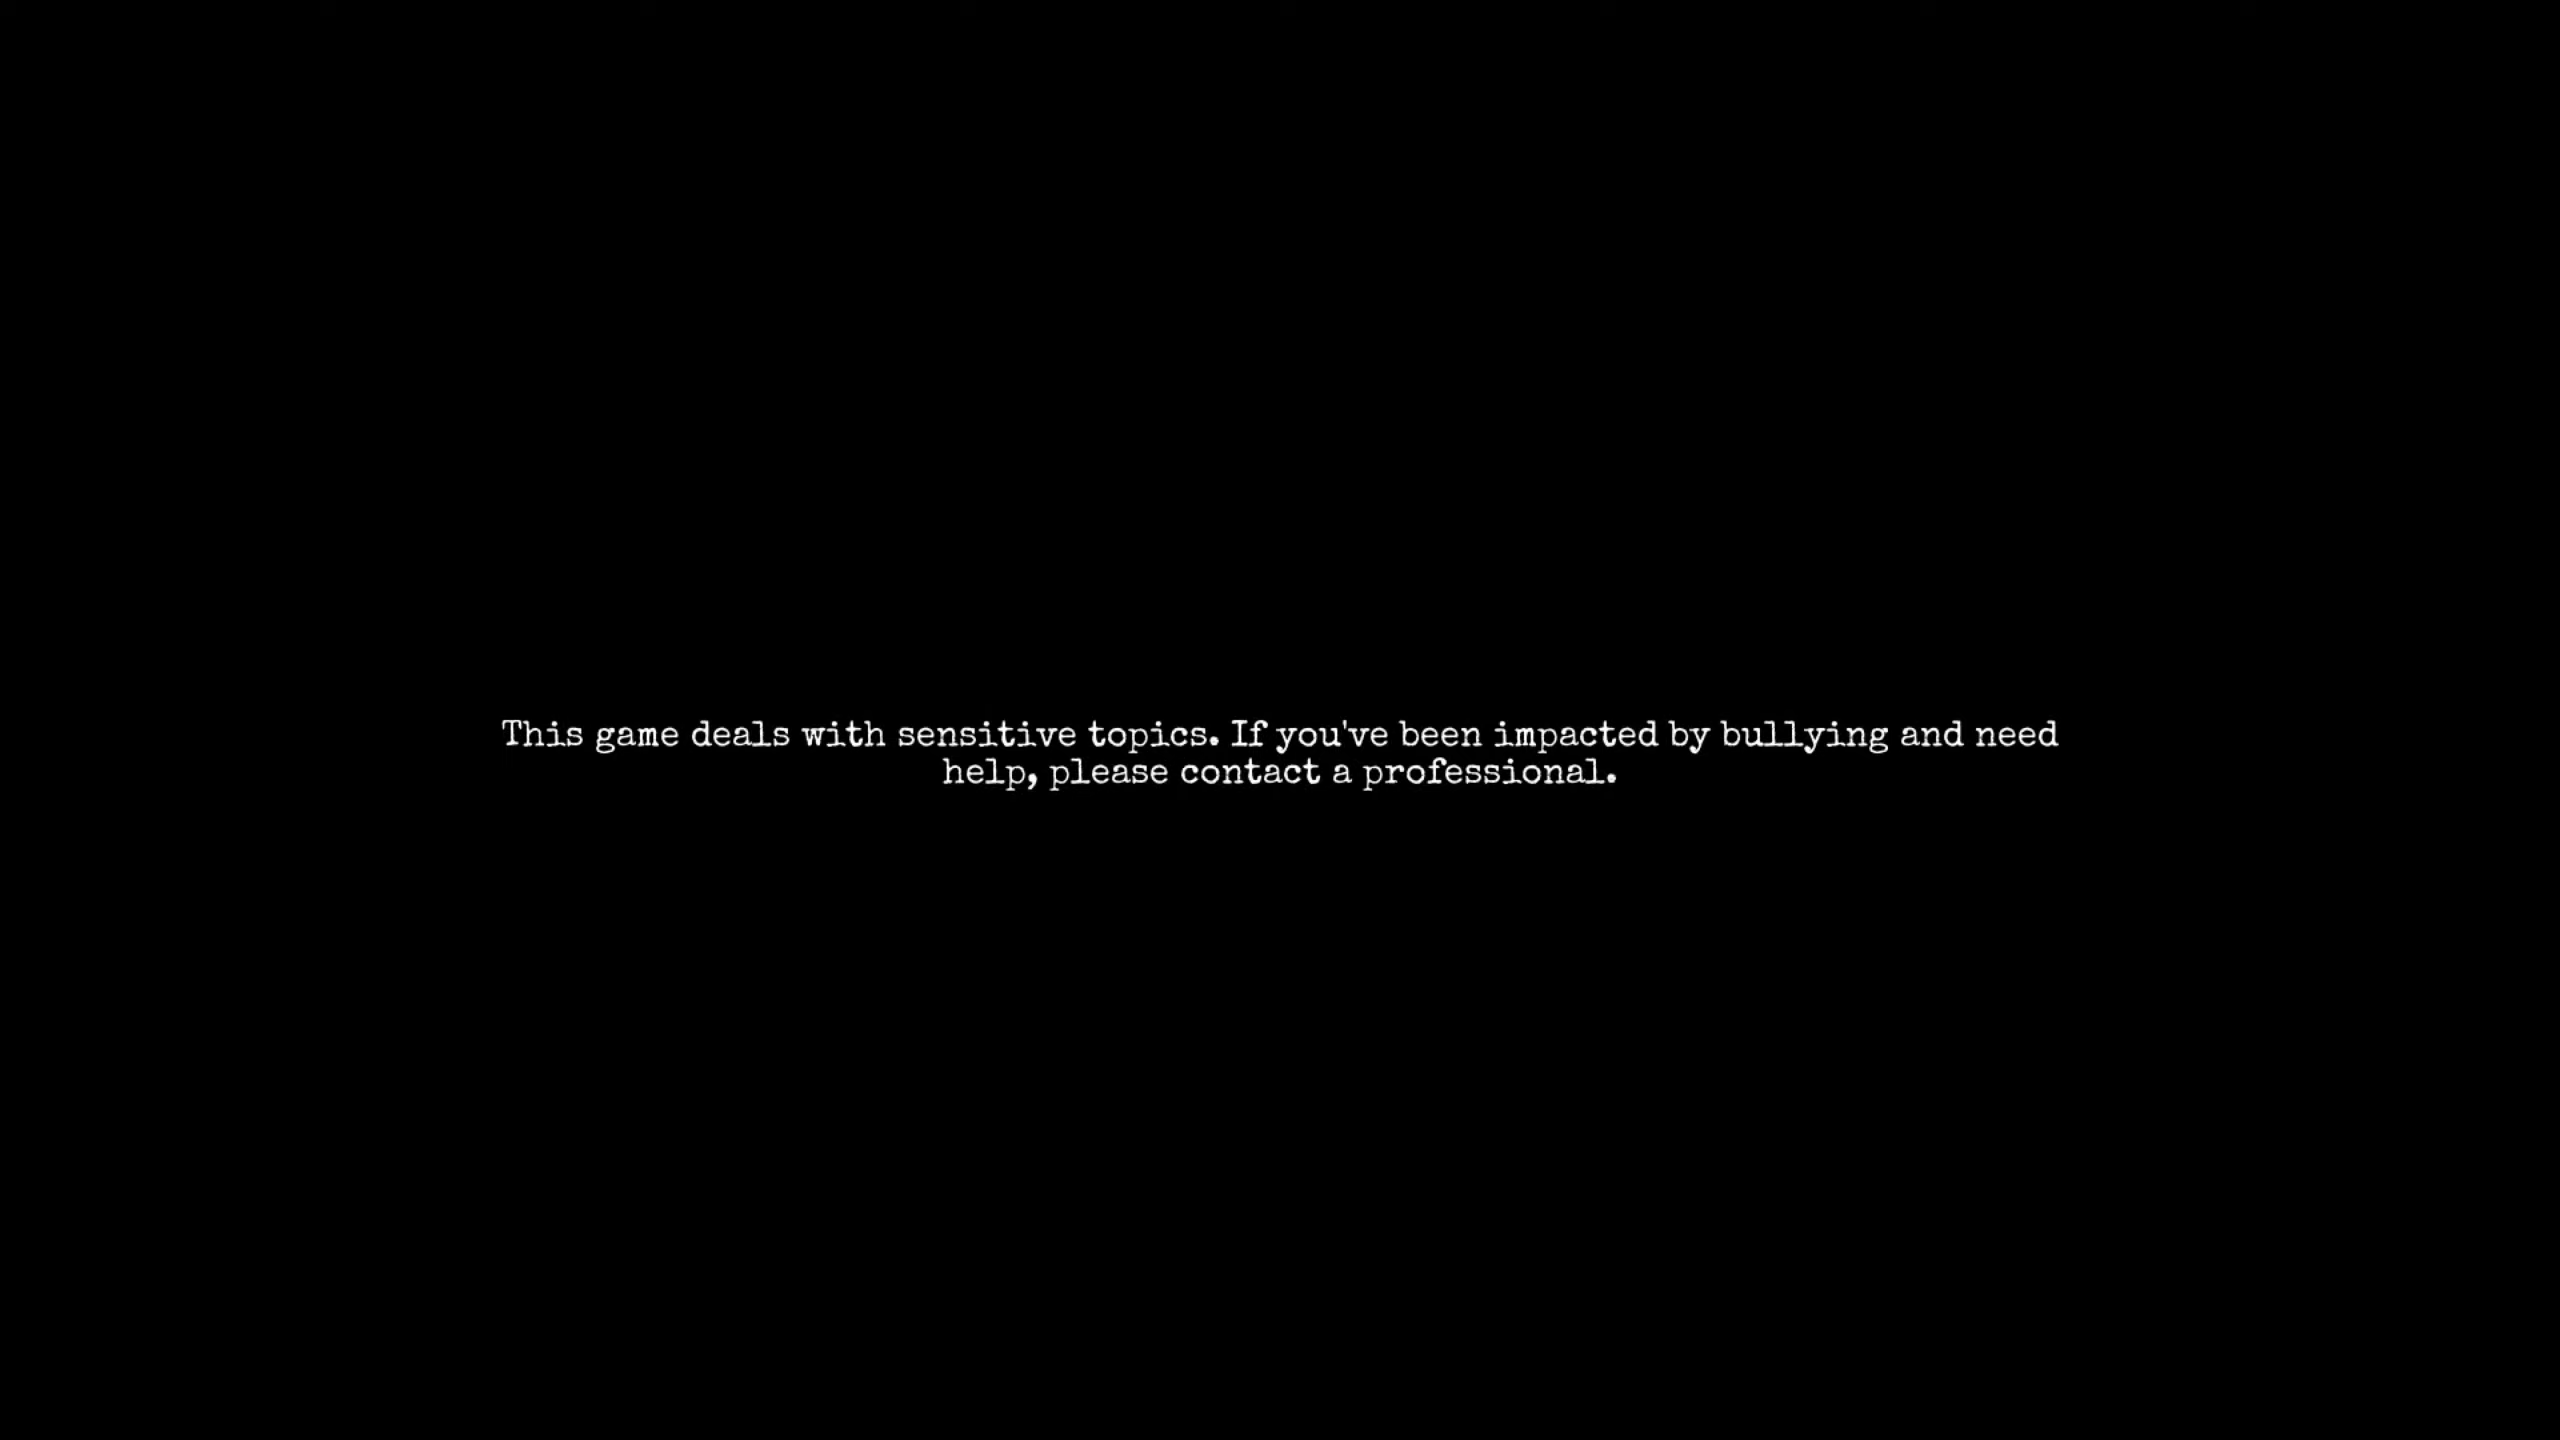 This game deals with sensitive topics. If you've been impacted by bullying and need
help, please contact a professional.